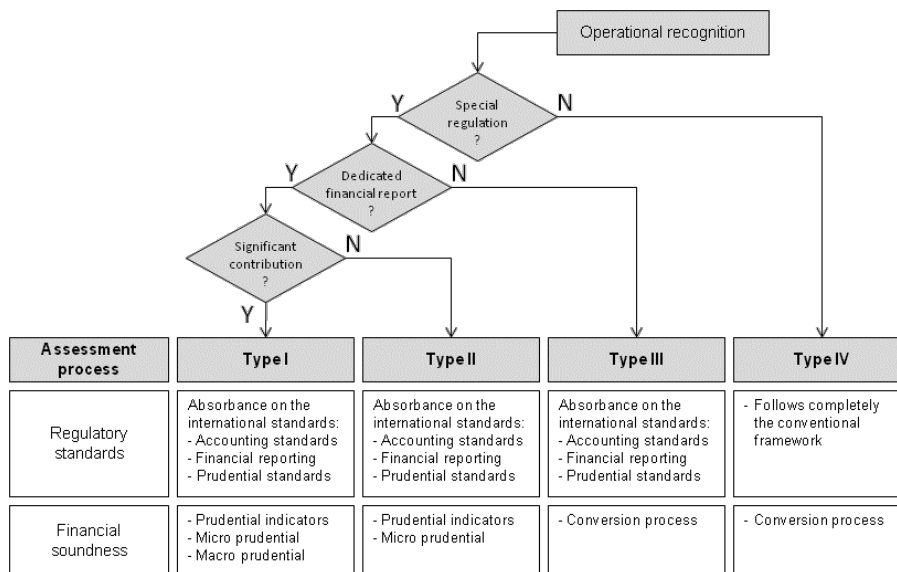 Operational recognition
Special
regulation
?
Y
N
Dedicated
financial report
?
Y
N
Significant
contribution
?
N
Y
Assessment
process
Type I
Type II
Type III
Type IV
Regulatory
standards
Absorbance on the
international standards:
- Accounting standards
- Financial reporting
- Prudential standards
Absorbance on the
international standards:
- Accounting standards
- Financial reporting
- Prudential standards
Absorbance on the
international standards:
- Accounting standards
- Financial reporting
- Prudential standards
- Follows completely
the conventional
framework
Financial
soundness
- Prudential indicators
- Micro prudential
- Macro prudential
- Prudential indicators
- Micro prudential
- Conversion process
- Conversion process